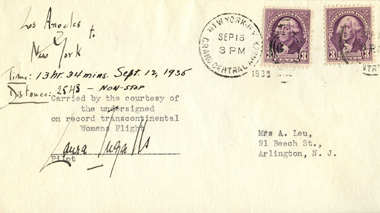 Los Angeles to
New York
Time: 13 hr. 34 mins. Sept. 12, 1935
Distance: 2543 - NON-STOP
Carried by the courtesy of
the undersigned
on record transcontinental
Womans Flight
Laura Ingalls
Pilot
NEW YORK, N.Y.
SEP 16
3 PM
1935
GRAND CENTRAL ANNEX
3
3
Mrs A. Leu,
91 Beech St.,
Arlington, N. J.